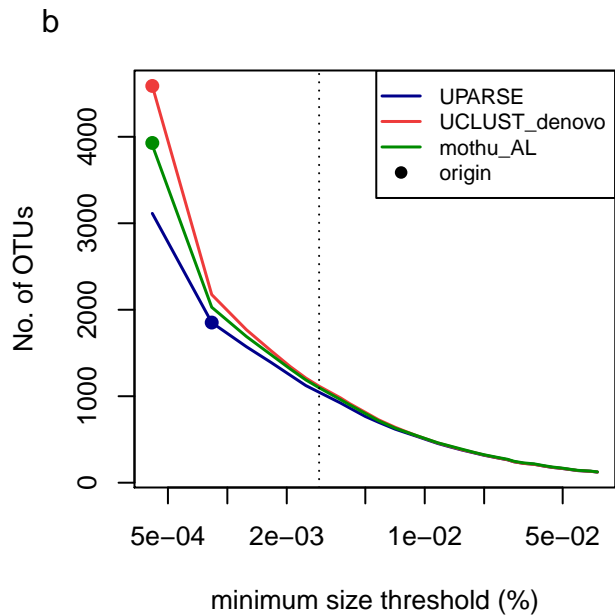 b
UPARSE
UCLUST_denovo
mothu_AL
origin
No. of OTUs
4000
3000
2000
1000
0
5e−04 2e−03 1e−02 5e−02
minimum size threshold (%)